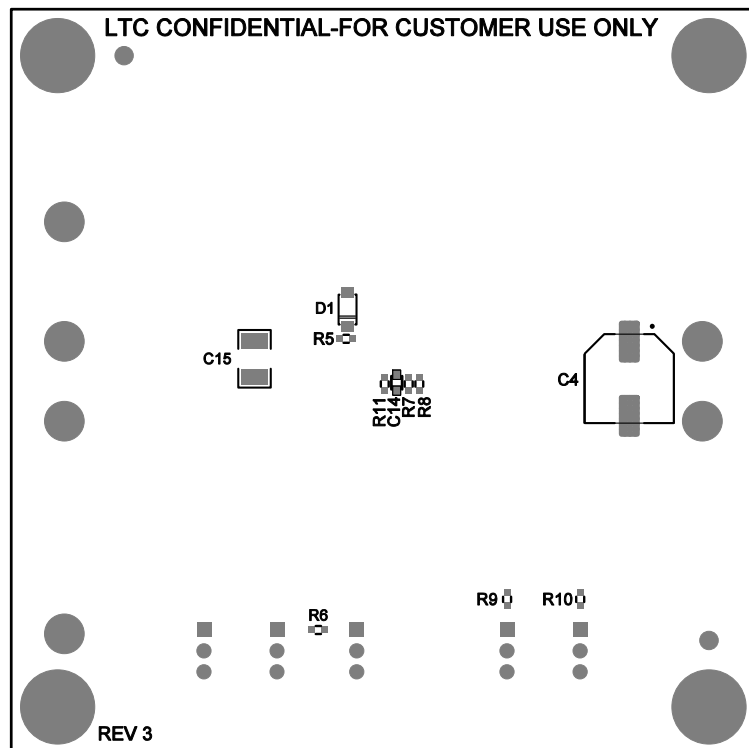 LTC CONFIDENTIAL-FOR CUSTOMER USE ONLY
D1
R5
C15
C4
R11
C14
R7
R8
R9
R10
R6
REV 3